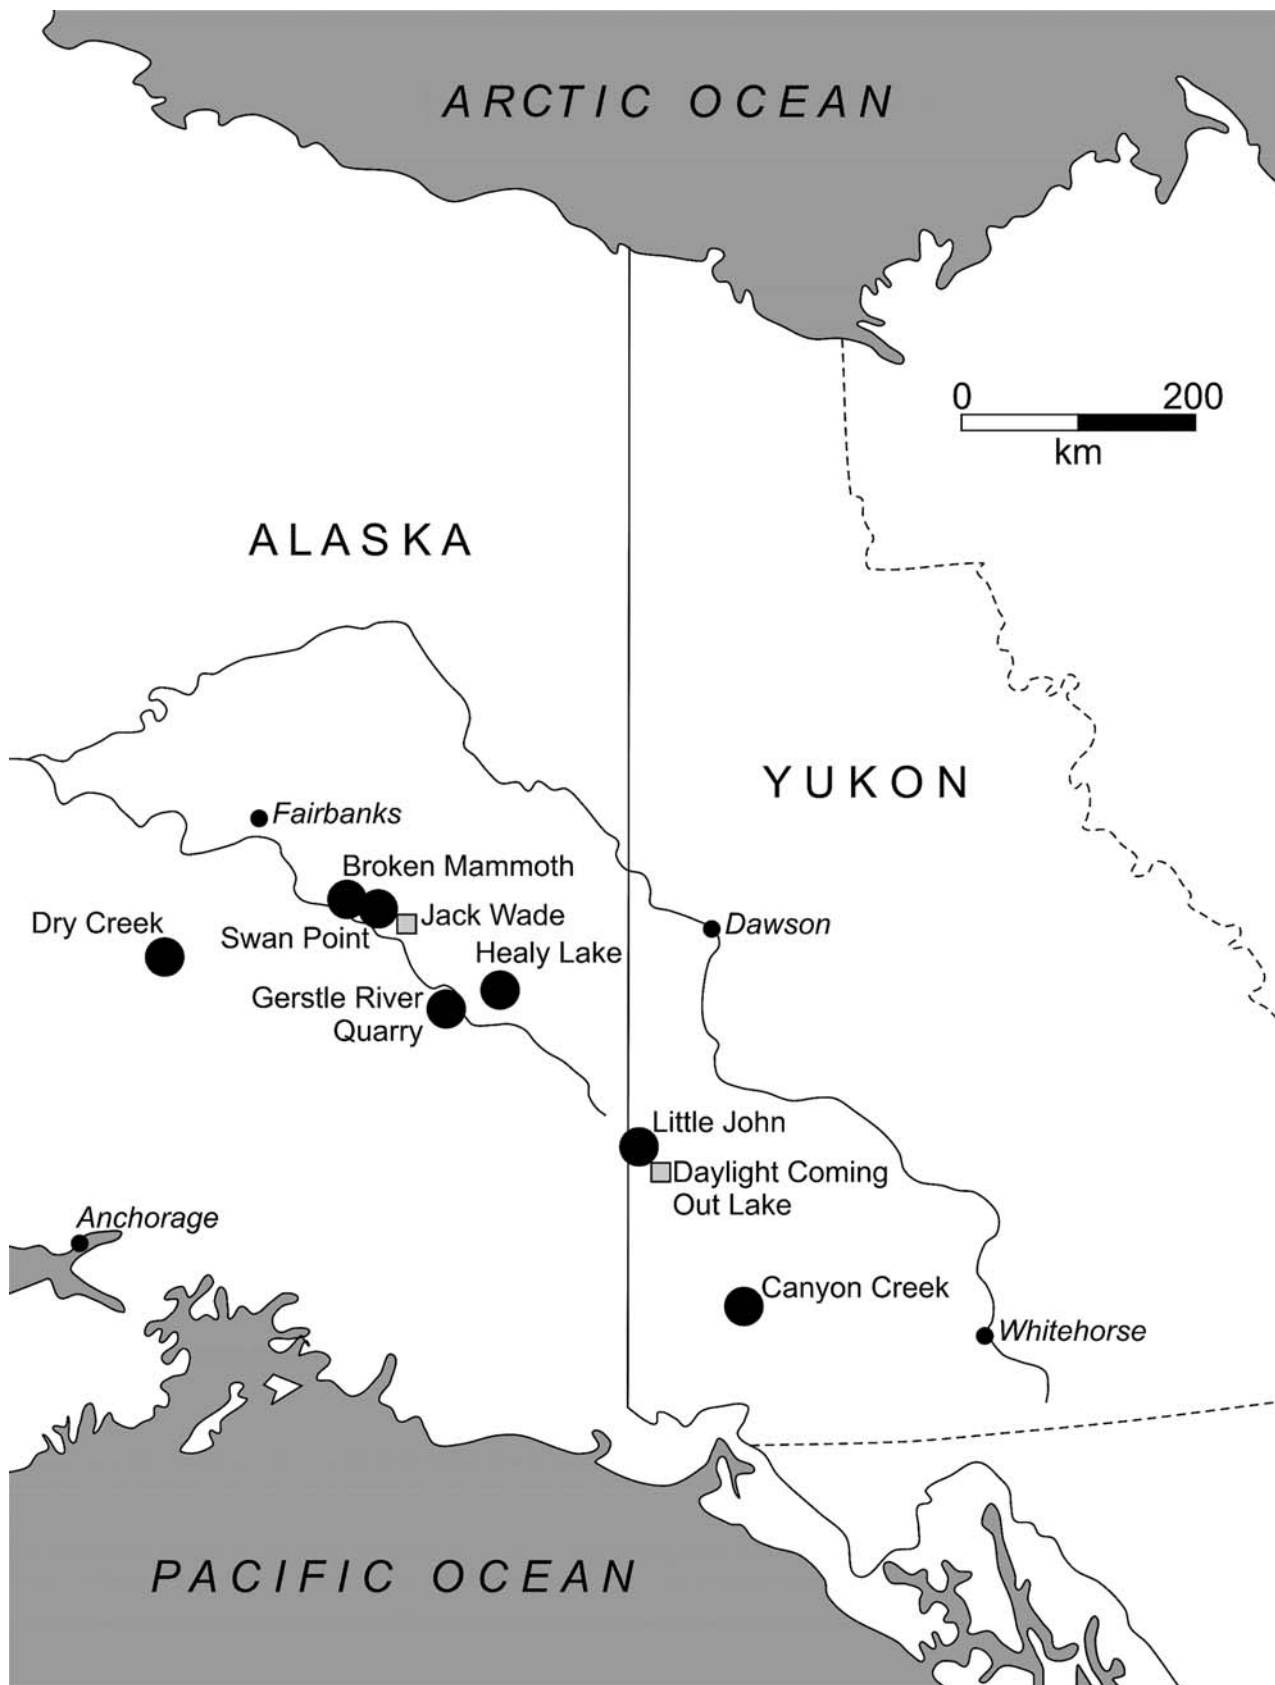 ARCTIC OCEAN
0 200
km
ALASKA
YUKON
Fairbanks
Broken Mammoth
Dry Creek
Jack Wade
Swan Point
Dawson
Healy Lake
Gerstle River
Quarry
Little John
Daylight Coming
Out Lake
Anchorage
Canyon Creek
Whitehorse
PACIFIC OCEAN